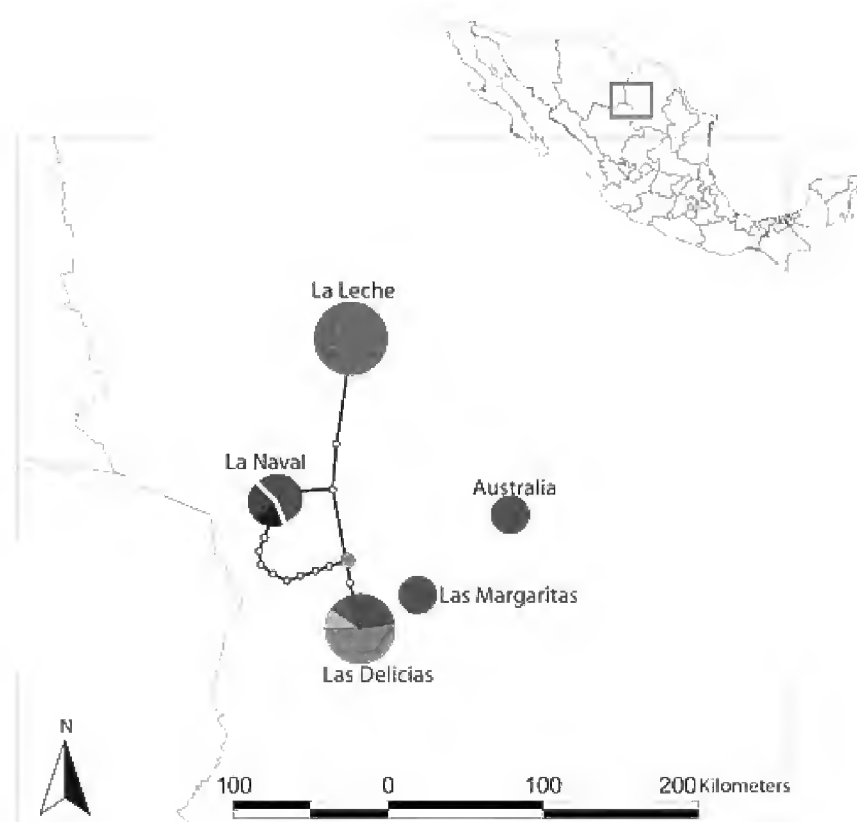 La Leche
La Naval
Australia
Las Margaritas
Las Delicias
N
100 0 100 200 Kilometers